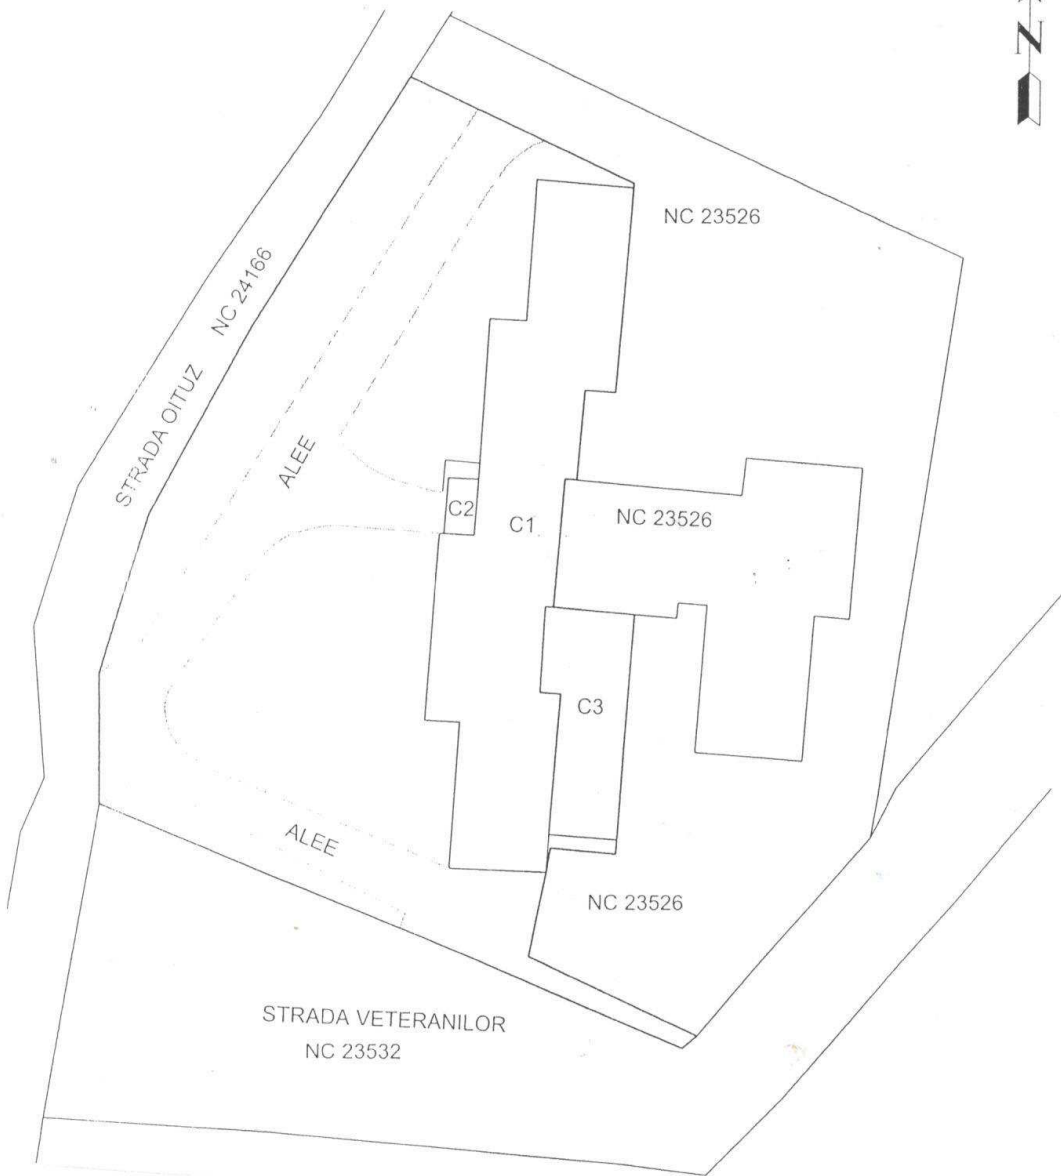 N
NC 23526
STRADA OITUZ NC 24166
ALEE
C2
C1
NC 23526
C3
ALEE
NC 23526
STRADA VETERANILOR
NC 23532